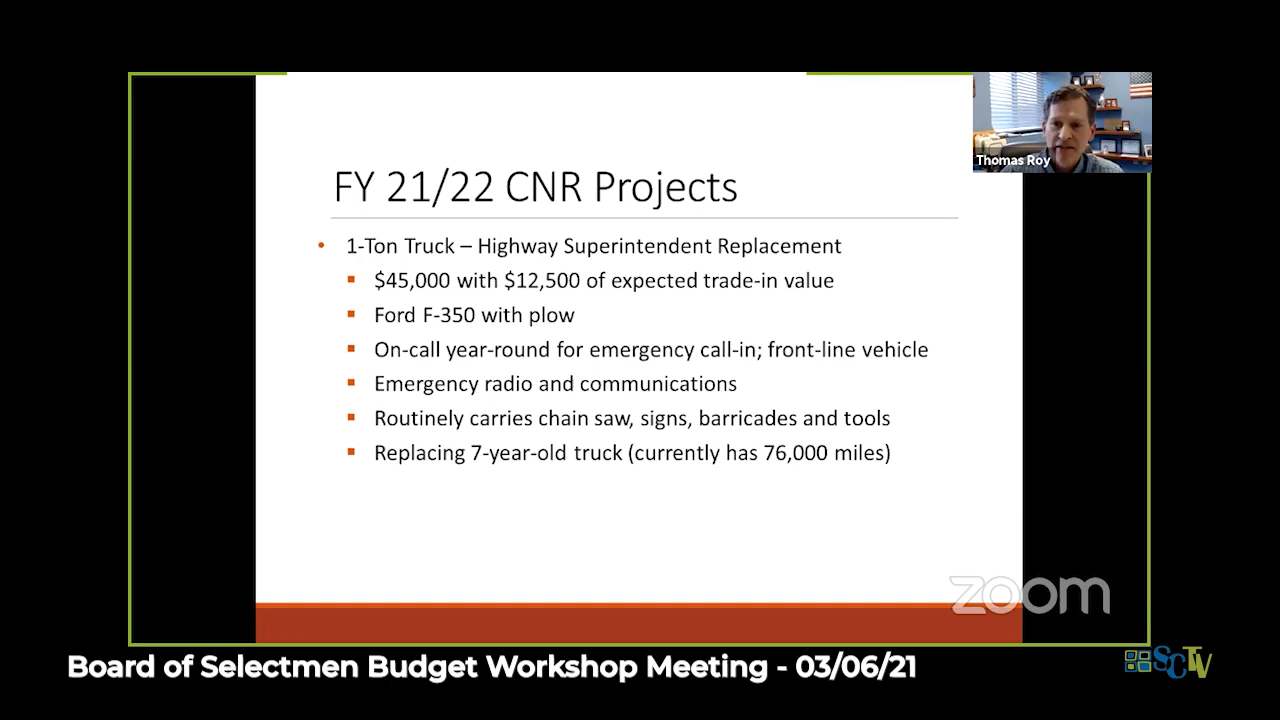 Thomas Roy
FY 21/22 CNR Projects
• 1-Ton Truck – Highway Superintendent Replacement
▪ $45,000 with $12,500 of expected trade-in value
▪ Ford F-350 with plow
▪ On-call year-round for emergency call-in; front-line vehicle
▪ Emergency radio and communications
▪ Routinely carries chain saw, signs, barricades and tools
▪ Replacing 7-year-old truck (currently has 76,000 miles)
zoom
Board of Selectmen Budget Workshop Meeting - 03/06/21
SCTV